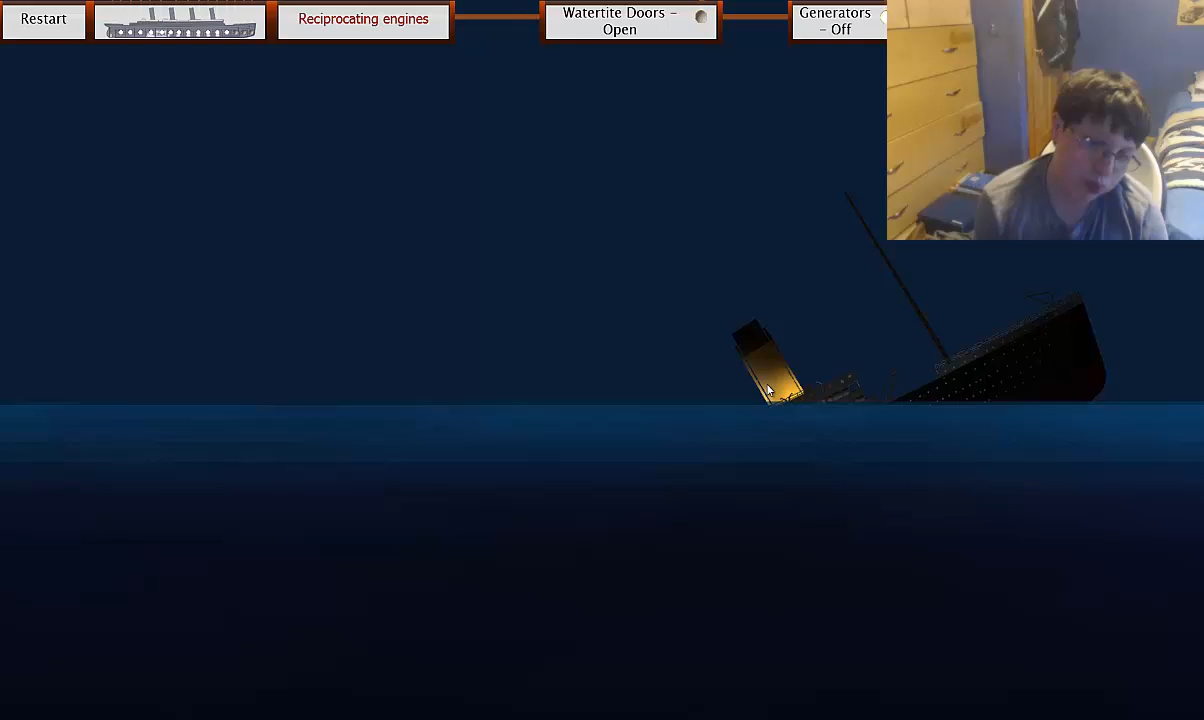 Restart
Reciprocating engines
Watertite Doors –
Open
Generators
– Off